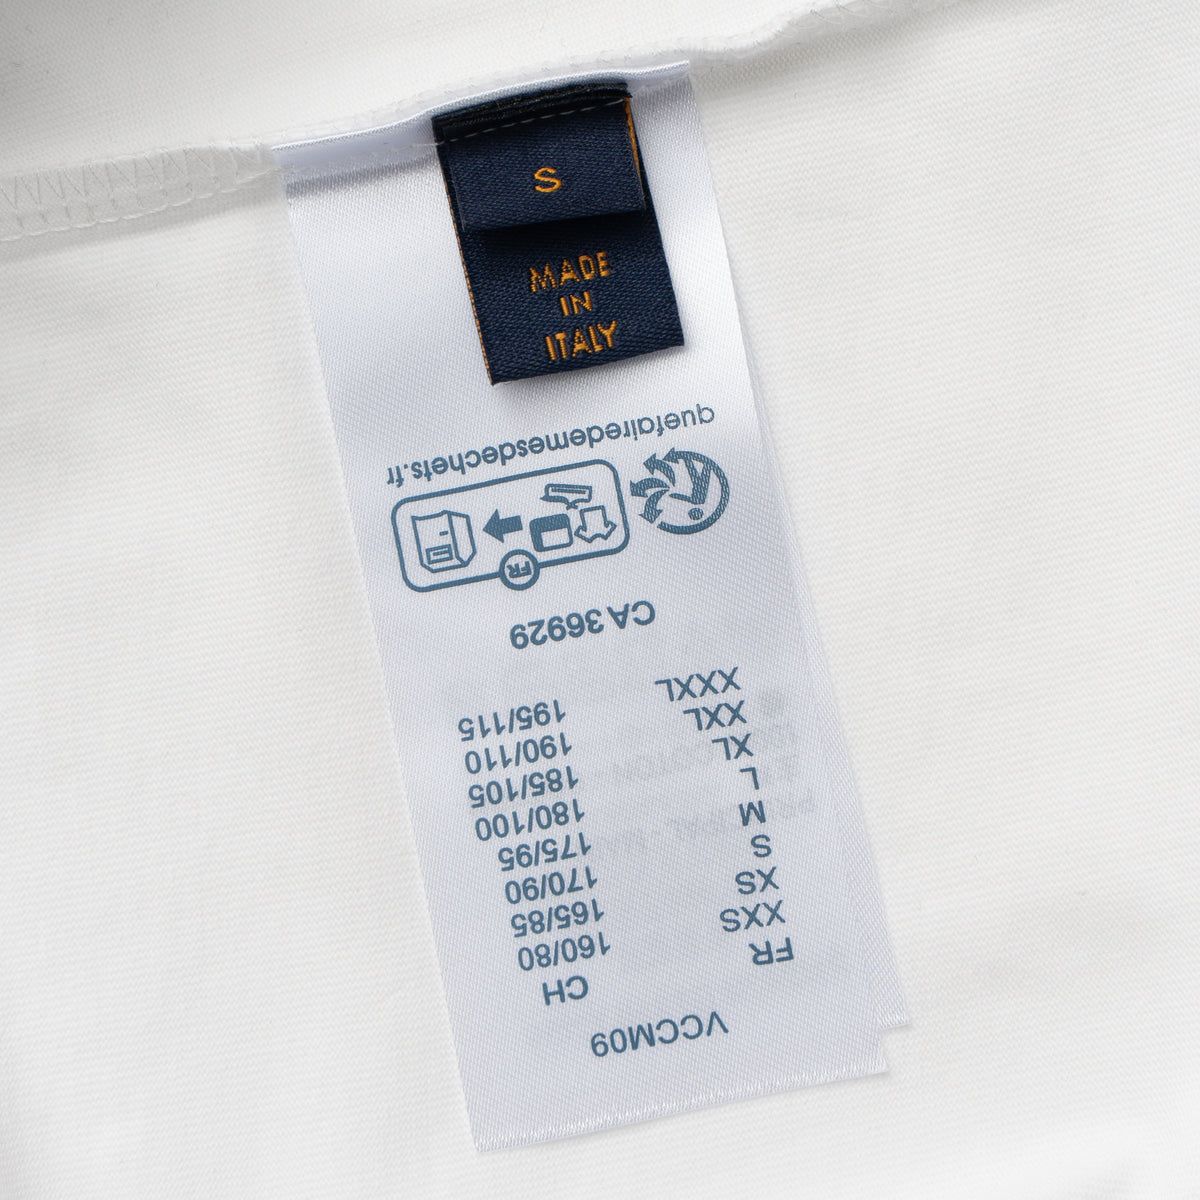 S
MADE
IN
ITALY
VCCM09
FR CH
XXS 160/80
XS 165/85
S 170/90
M 175/95
L 180/100
XL 185/105
XXL 190/110
XXXL 195/115
CA 36929
FR
quefairedemesdechets.fr